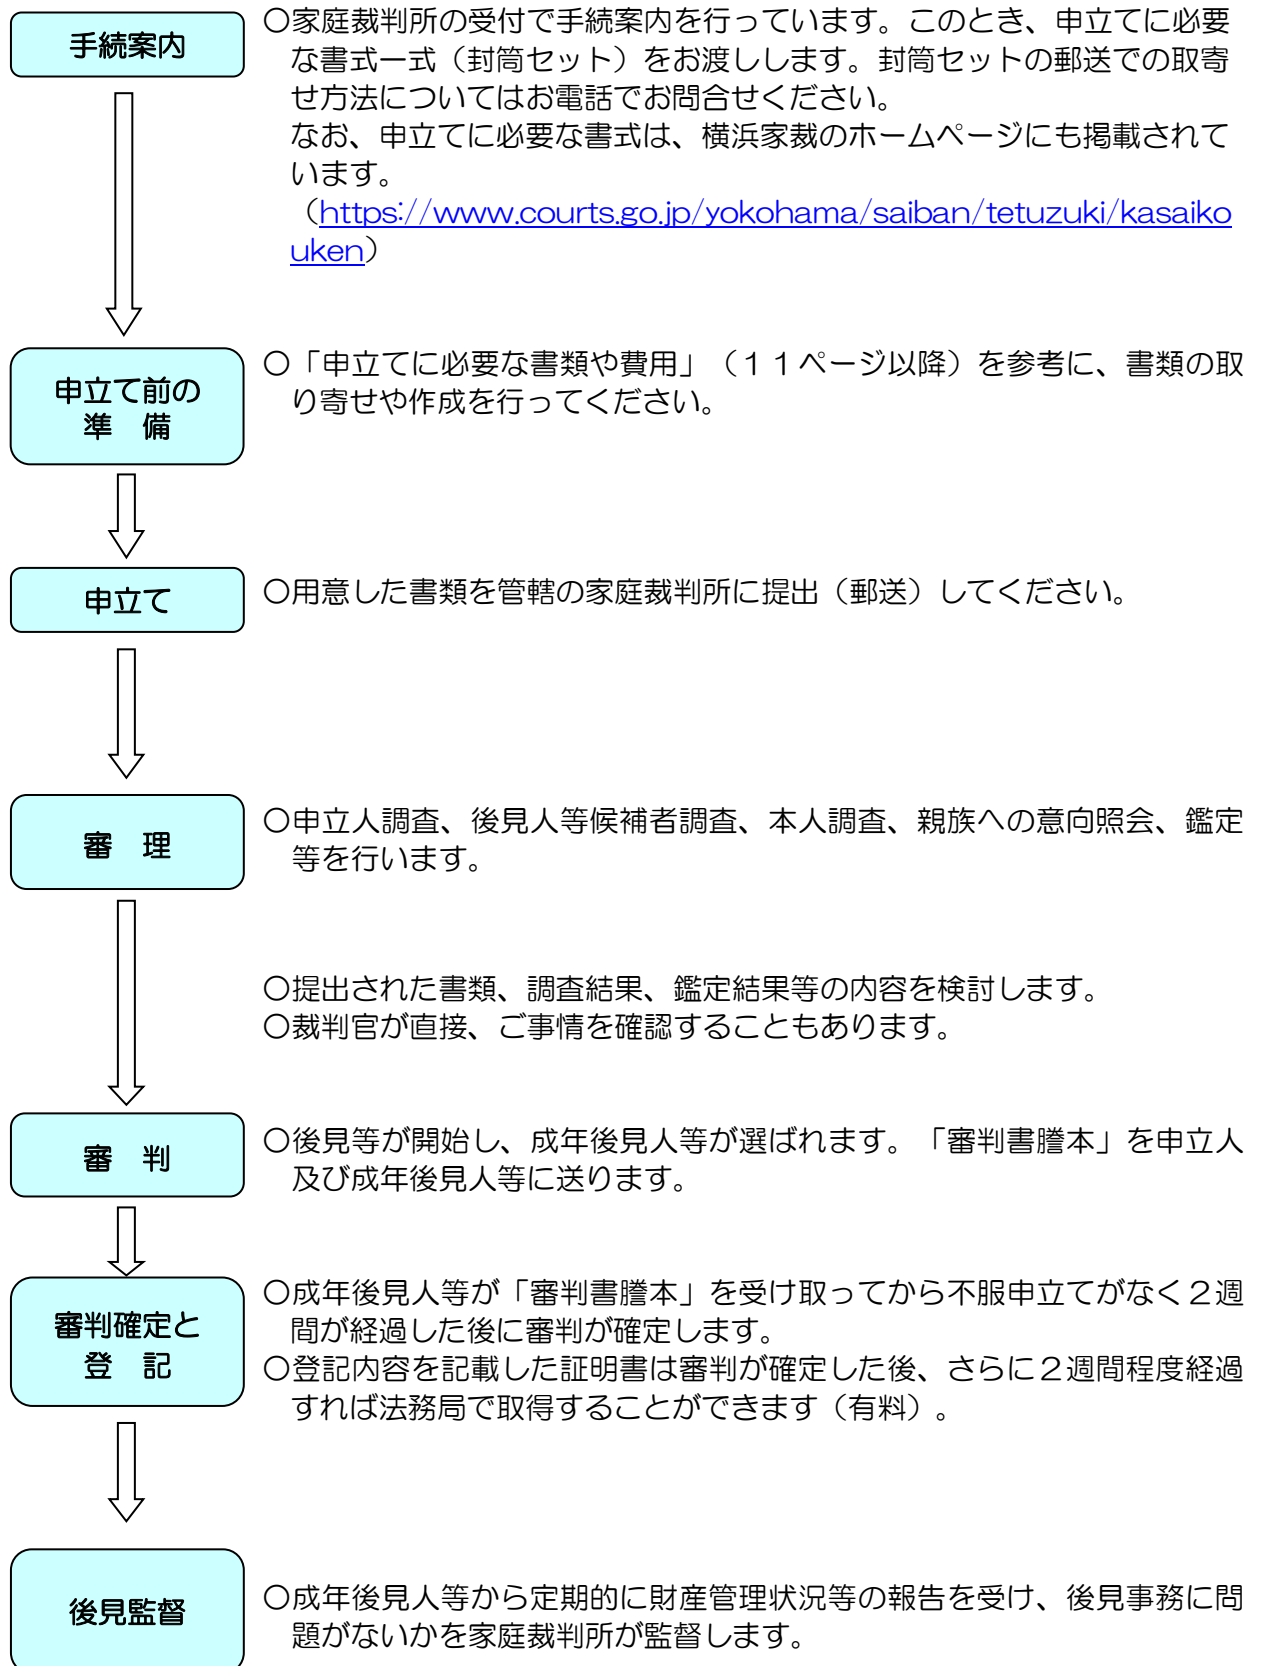 手続案内
○家庭裁判所の受付で手続案内を行っています。このとき、申立てに必要
な書式一式（封筒セット）をお渡しします。封筒セットの郵送での取寄
せ方法についてはお電話でお問合せください。
なお、申立てに必要な書式は、横浜家裁のホームページにも掲載されて
います。
（https://www.courts.go.jp/yokohama/saiban/tetuzuki/kasaiko
uken）
申立て前の
準　備
○「申立てに必要な書類や費用」（１１ページ以降）を参考に、書類の取
り寄せや作成を行ってください。
申立て
○用意した書類を管轄の家庭裁判所に提出（郵送）してください。
審　理
○申立人調査、後見人等候補者調査、本人調査、親族への意向照会、鑑定
等を行います。
○提出された書類、調査結果、鑑定結果等の内容を検討します。
○裁判官が直接、ご事情を確認することもあります。
審　判
○後見等が開始し、成年後見人等が選ばれます。「審判書謄本」を申立人
及び成年後見人等に送ります。
審判確定と
登　記
○成年後見人等が「審判書謄本」を受け取ってから不服申立てがなく２週
間が経過した後に審判が確定します。
○登記内容を記載した証明書は審判が確定した後、さらに２週間程度経過
すれば法務局で取得することができます（有料）。
後見監督
○成年後見人等から定期的に財産管理状況等の報告を受け、後見事務に問
題がないかを家庭裁判所が監督します。